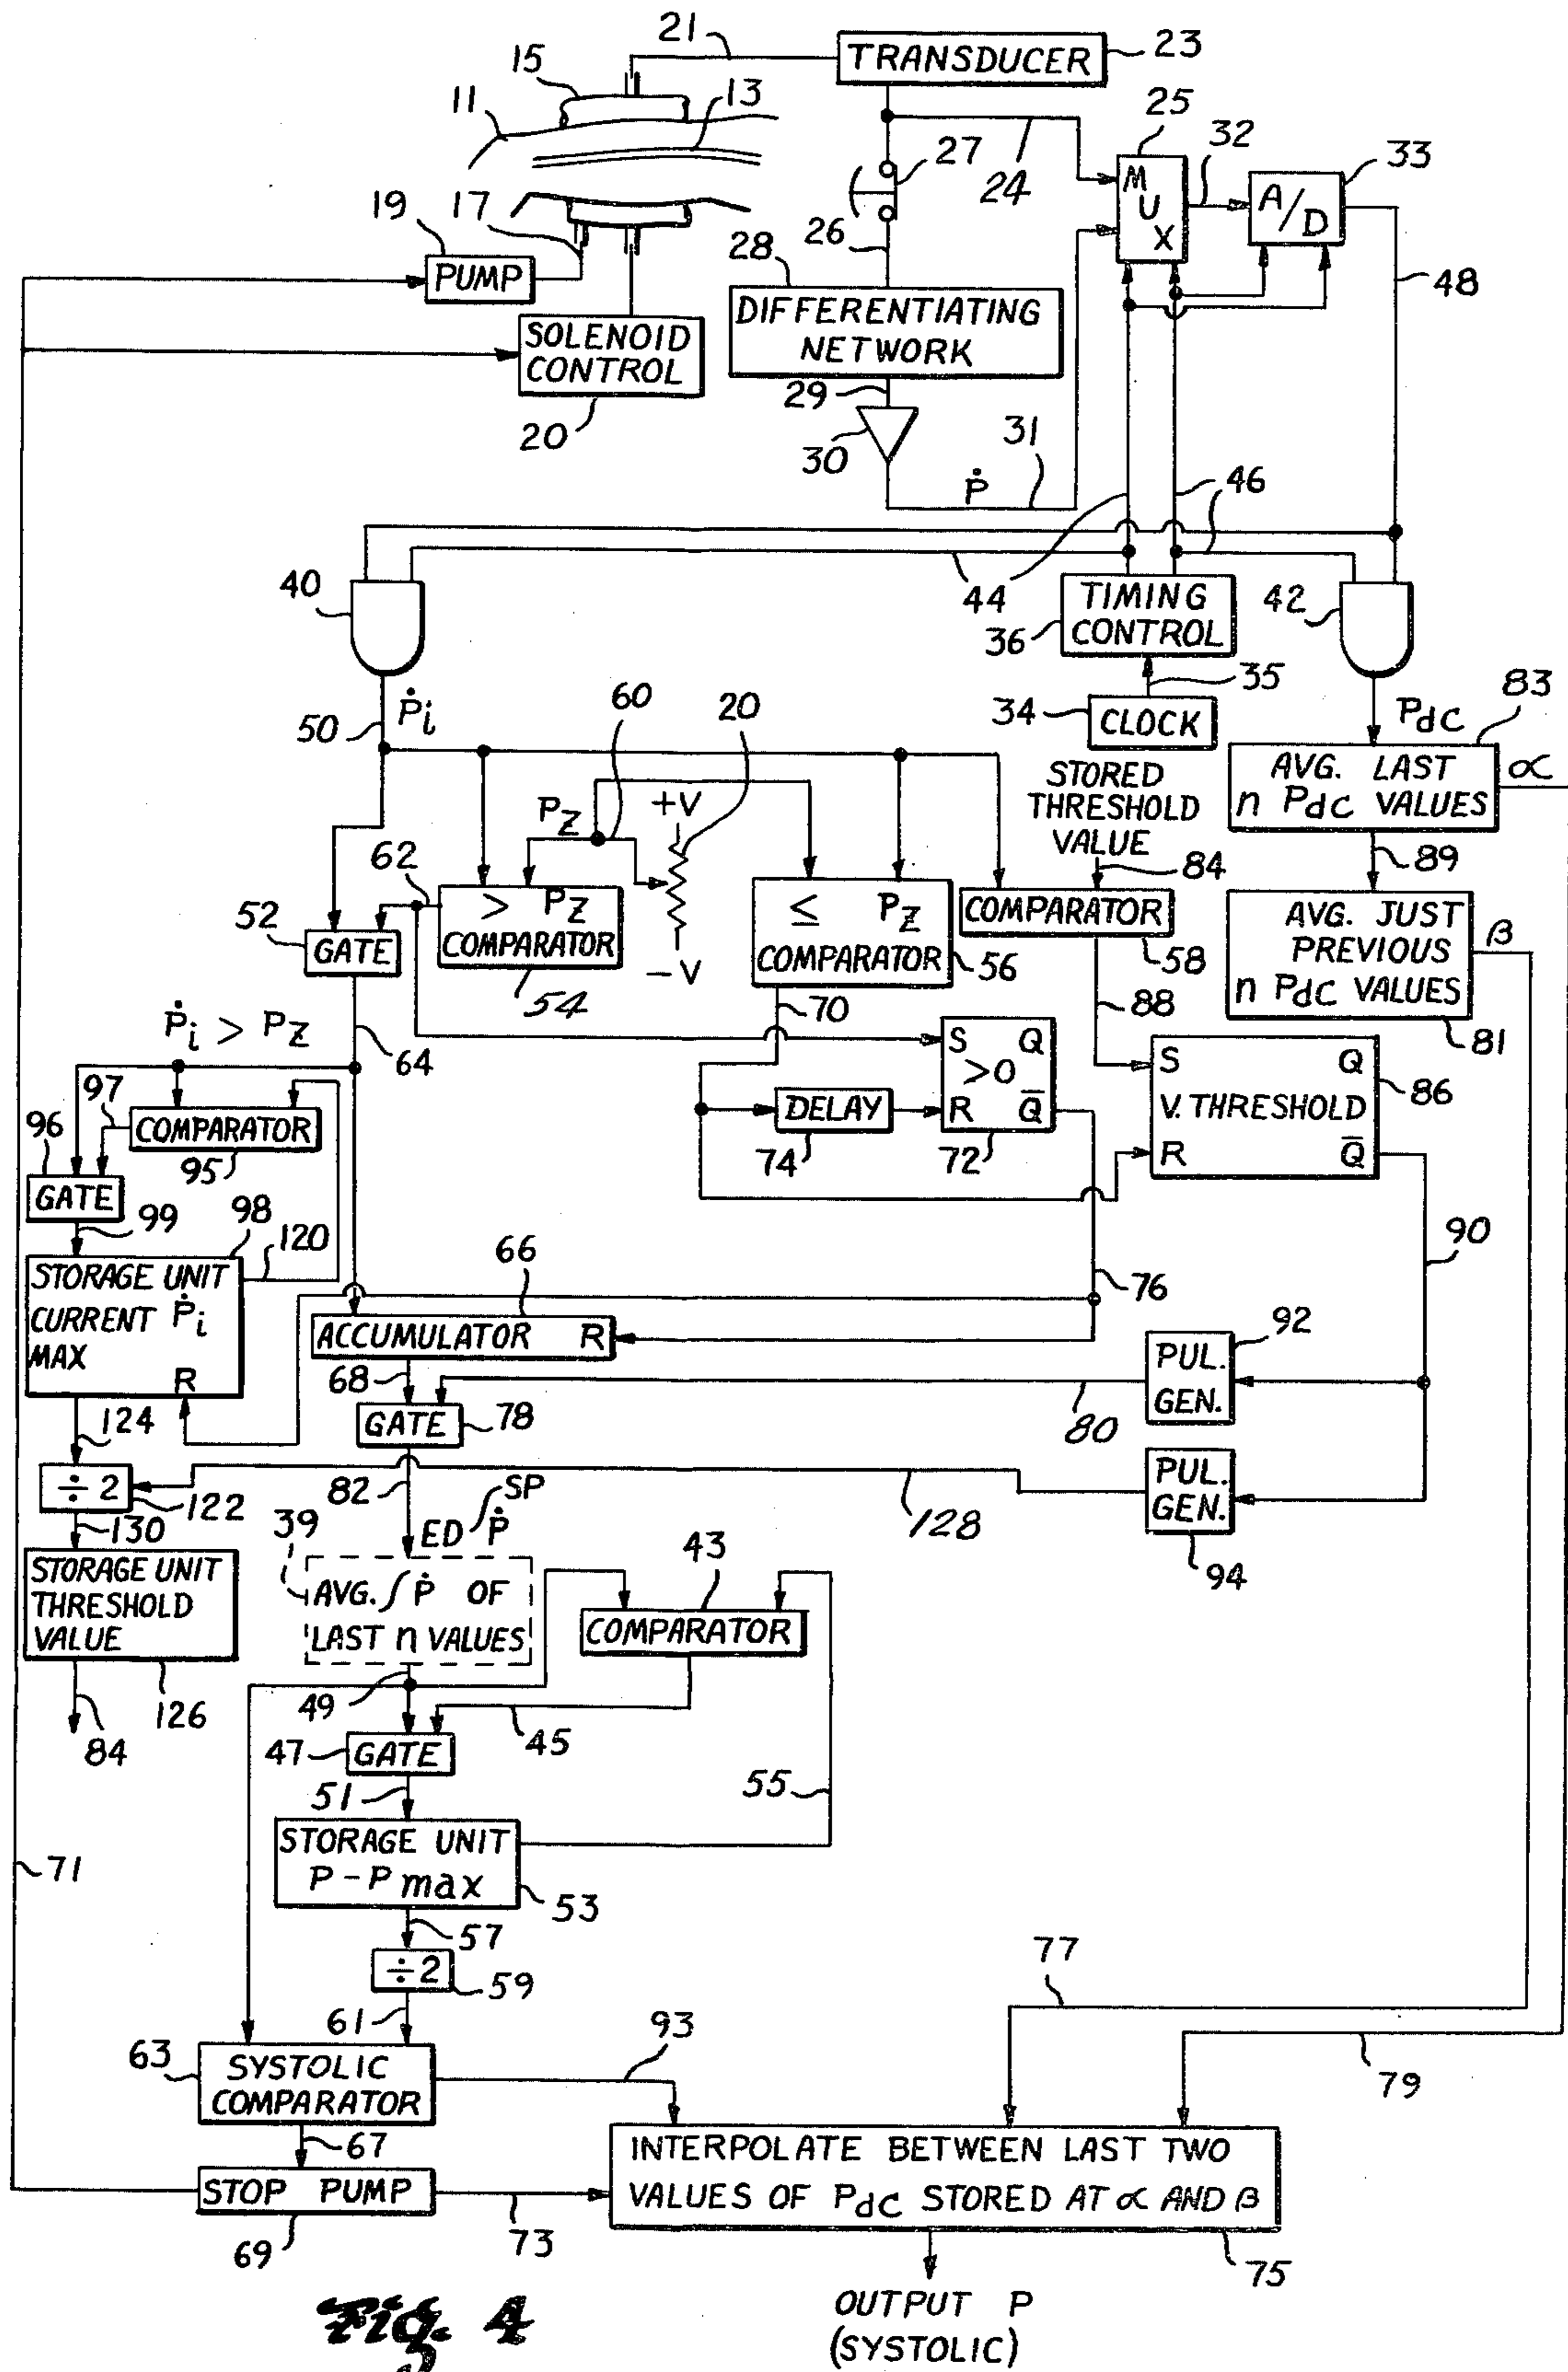 21
TRANSDUCER
23
15
13
11
25
27
24
32
33
M
U
X
A/D
19
17
26
28
PUMP
DIFFERENTIATING
NETWORK
48
SOLENOID
CONTROL
20
29
30
31
Ṗ
46
40
44
TIMING
CONTROL
36
42
35
34
CLOCK
83
50
Ṗi
60
20
PdC
STORED
THRESHOLD
VALUE
AVG. LAST
n PdC VALUES
α
PZ
+V
-V
62
84
89
52
GATE
> PZ
COMPARATOR
54
≤ PZ
COMPARATOR
56
COMPARATOR
58
AVG. JUST
PREVIOUS
n PdC VALUES
β
81
70
88
Ṗi > PZ
64
S Q
>0
R Q̅
72
S Q
V. THRESHOLD
R Q̅
86
97
96
COMPARATOR
95
DELAY
74
GATE
99
98
120
90
STORAGE UNIT
CURRENT Ṗi
MAX
R
66
76
ACCUMULATOR R
92
PUL.
GEN.
68
124
GATE
78
80
÷ 2
122
82
128
PUL.
GEN.
94
130
39
ED ∫SP Ṗ
43
STORAGE UNIT
THRESHOLD
VALUE
AVG. ∫ Ṗ OF
LAST n VALUES
COMPARATOR
126
49
84
47
GATE
45
51
55
STORAGE UNIT
P-P max
53
71
57
÷2
59
77
61
93
63
SYSTOLIC
COMPARATOR
79
67
STOP PUMP
69
73
INTERPOLATE BETWEEN LAST TWO
VALUES OF PdC STORED AT α AND β
75
OUTPUT P
(SYSTOLIC)
Fig. 4